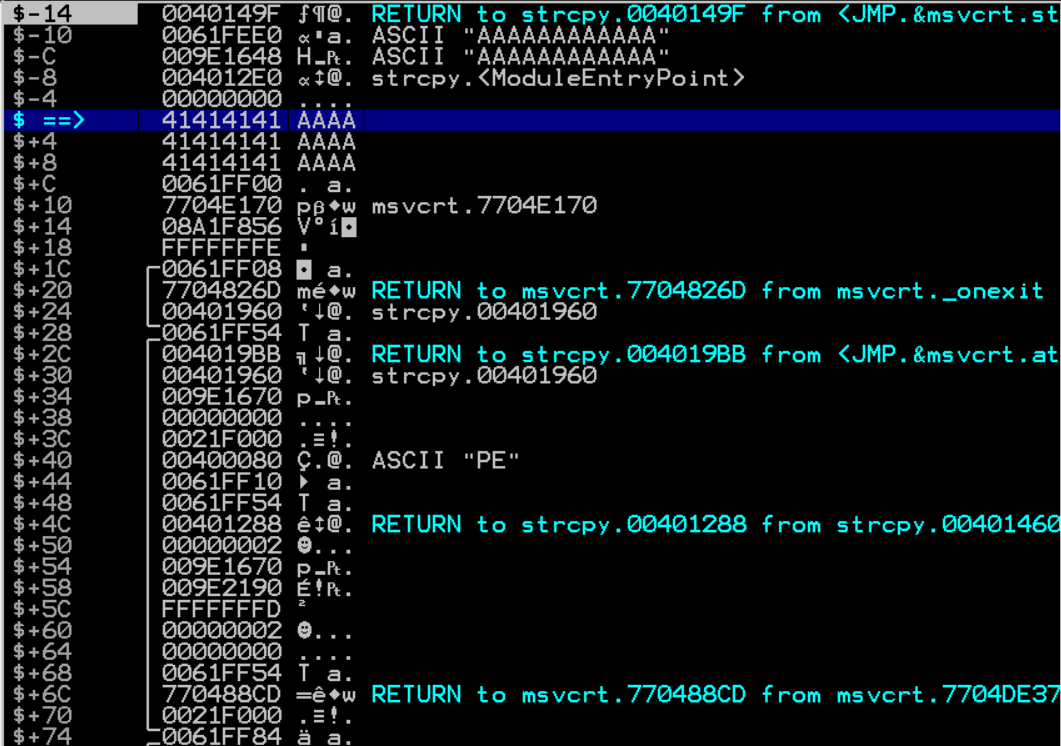 $-14 0040149F ƒ¶@. RETURN to strcpy.0040149F from <JMP.&msvcrt.st
$-10 0061FEE0 ∝■a. ASCII "AAAAAAAAAAAA"
$-C 009E1648 H▬₧. ASCII "AAAAAAAAAAAA"
$-8 004012E0 ∝↕@. strcpy.<ModuleEntryPoint>
$-4 00000000 ....
$ ==> 41414141 AAAA
$+4 41414141 AAAA
$+8 41414141 AAAA
$+C 0061FF00 . a.
$+10 7704E170 pß♦w msvcrt.7704E170
$+14 08A1F856 V°í◘
$+18 FFFFFFFE ■
$+1C 0061FF08 ◘ a.
$+20 7704826D mé♦w RETURN to msvcrt.7704826D from msvcrt._onexit
$+24 00401960 `↓@. strcpy.00401960
$+28 0061FF54 T a.
$+2C 004019BB ╗↓@. RETURN to strcpy.004019BB from <JMP.&msvcrt.at
$+30 00401960 `↓@. strcpy.00401960
$+34 009E1670 p▬₧.
$+38 00000000 ....
$+3C 0021F000 .≡!.
$+40 00400080 Ç.@. ASCII "PE"
$+44 0061FF10 ► a.
$+48 0061FF54 T a.
$+4C 00401288 ê↕@. RETURN to strcpy.00401288 from strcpy.00401460
$+50 00000002 ☻...
$+54 009E1670 p▬₧.
$+58 009E2190 É!₧.
$+5C FFFFFFFD ²
$+60 00000002 ☻...
$+64 00000000 ....
$+68 0061FF54 T a.
$+6C 770488CD ═ê♦w RETURN to msvcrt.770488CD from msvcrt.7704DE37
$+70 0021F000 .≡!.
$+74 0061FF84 ä a.